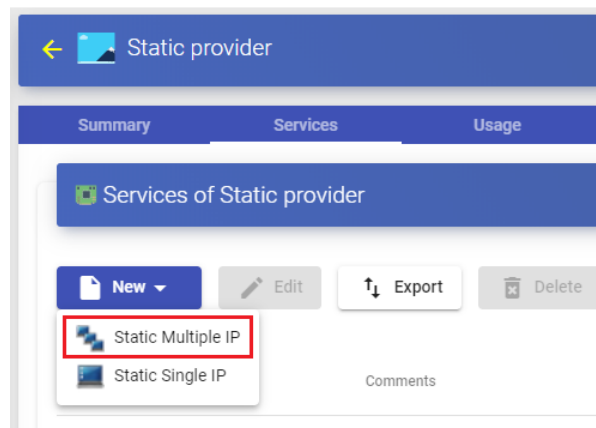 Static provider
Summary Services Usage
Services of Static provider
New Edit Export Delete
Static Multiple IP
Static Single IP
Comments